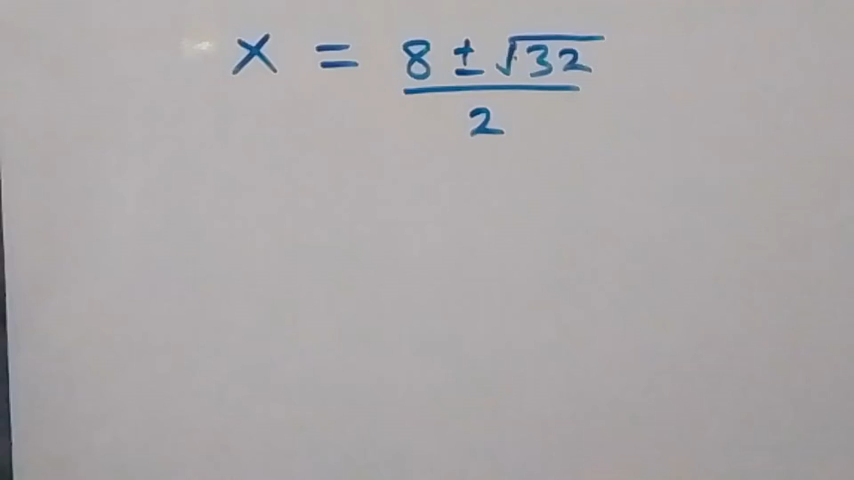 x = (8 ± √32) / 2